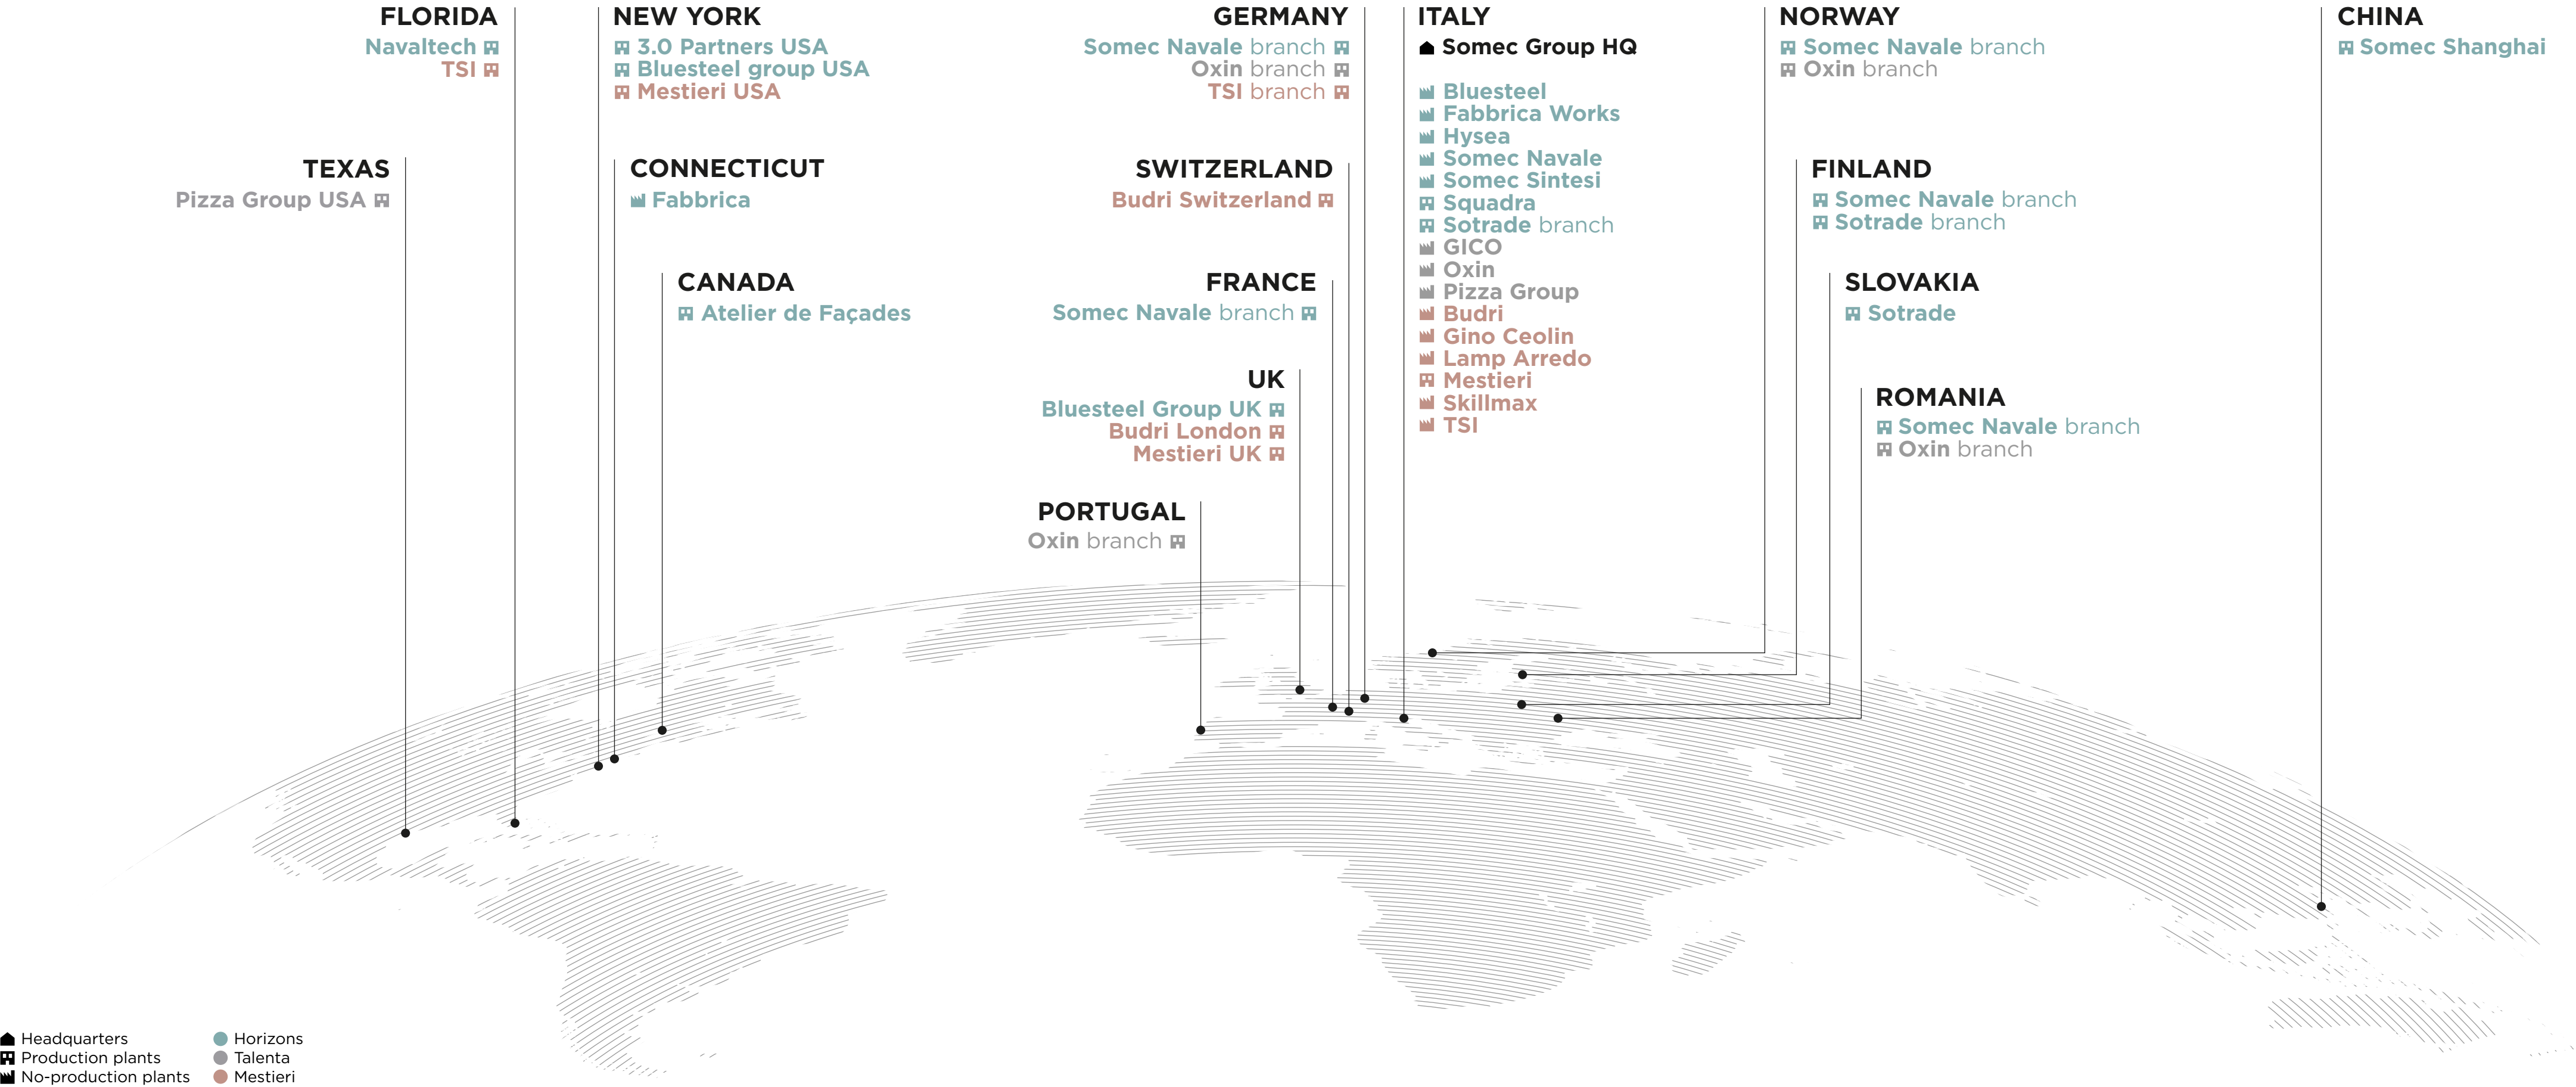 FLORIDA
Navaltech
TSI
NEW YORK
3.0 Partners USA
Bluesteel group USA
Mestieri USA
GERMANY
Somec Navale branch
Oxin branch
TSI branch
ITALY
Somec Group HQ
Bluesteel
Fabbrica Works
Hysea
Somec Navale
Somec Sintesi
Squadra
Sotrade branch
GICO
Oxin
Pizza Group
Budri
Gino Ceolin
Lamp Arredo
Mestieri
Skillmax
TSI
NORWAY
Somec Navale branch
Oxin branch
CHINA
Somec Shanghai
TEXAS
Pizza Group USA
CONNECTICUT
Fabbrica
SWITZERLAND
Budri Switzerland
FINLAND
Somec Navale branch
Sotrade branch
CANADA
Atelier de Façades
FRANCE
Somec Navale branch
SLOVAKIA
Sotrade
UK
Bluesteel Group UK
Budri London
Mestieri UK
ROMANIA
Somec Navale branch
Oxin branch
PORTUGAL
Oxin branch
Headquarters
Production plants
No-production plants
Horizons
Talenta
Mestieri